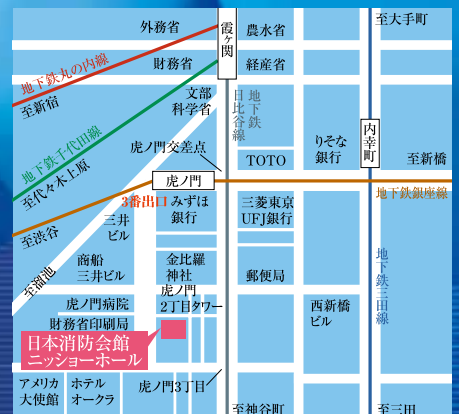 外務省
霞ヶ関
農水省
至大手町
財務省
経産省
地下鉄丸の内線
至新宿
文部
科学省
地下鉄
日比谷線
地下鉄千代田線
虎ノ門交差点
内幸町
りそな
銀行
TOTO
至新橋
至代々木上原
虎ノ門
地下鉄銀座線
3番出口
みずほ
銀行
三菱東京
UFJ銀行
三井
ビル
至渋谷
地下鉄三田線
商船
三井ビル
金比羅
神社
郵便局
至溜池
虎ノ門
2丁目タワー
虎ノ門病院
西新橋
ビル
財務省印刷局
日本消防会館
ニッショーホール
アメリカ
大使館
ホテル
オークラ
虎ノ門3丁目
至神谷町
至三田